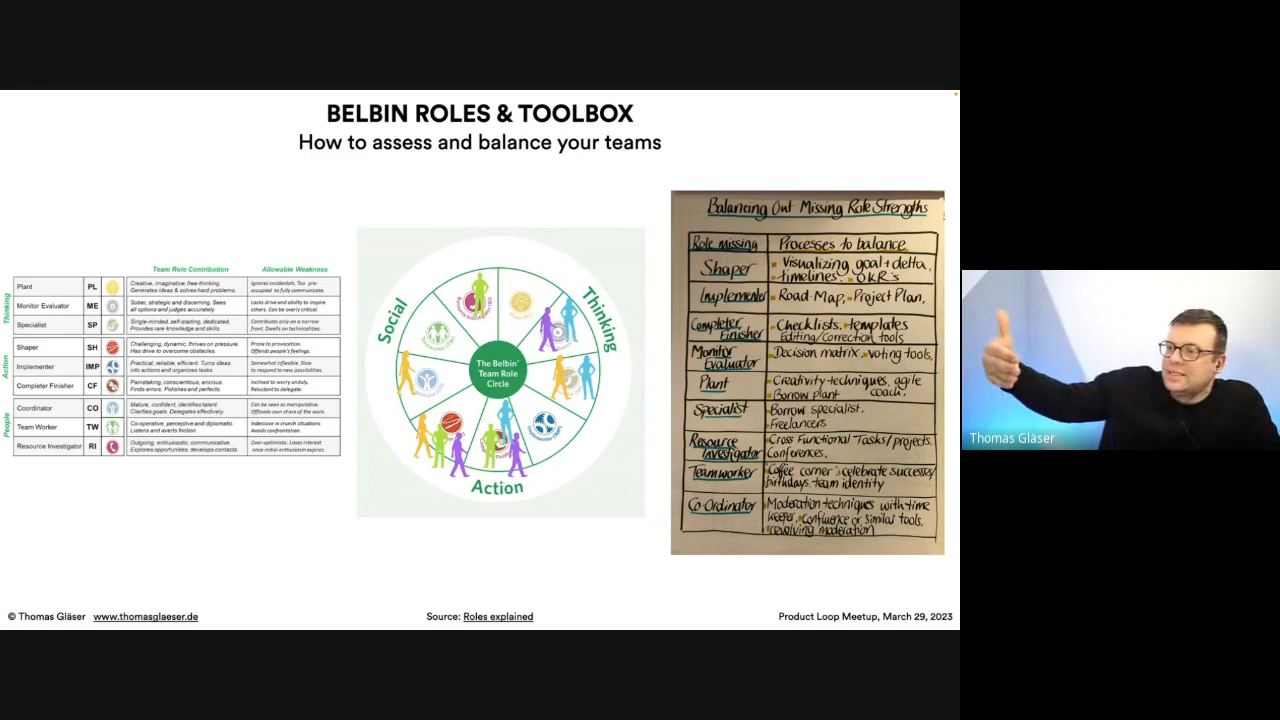 BELBIN ROLES & TOOLBOX
How to assess and balance your teams
Team Role Contribution Allowable Weakness
Thinking
Plant PL Creative, imaginative, free-thinking Ignores incidentals. Too pre-
Generates ideas & solves hard problems. occupied to fully communicate.
Monitor Evaluator ME Sober, strategic and discerning. Sees Lacks drive and ability to inspire
all options and judges accurately. others. Can be overly critical.
Specialist SP Single-minded, self-starting, dedicated. Contributes only on a narrow
Provides rare knowledge and skills. front. Dwells on technicalities.
Action
Shaper SH Challenging, dynamic, thrives on pressure. Prone to provocation.
Has drive to overcome obstacles. Offends people's feelings.
Implementer IMP Practical, reliable, efficient. Turns ideas Somewhat inflexible. Slow
into actions and organizes tasks. to respond to new possibilities.
Completer Finisher CF Painstaking, conscientious, anxious. Inclined to worry unduly.
Finds errors. Polishes and perfects. Reluctant to delegate.
People
Coordinator CO Mature, confident, identifies talent Can be seen as manipulative.
Clarifies goals. Delegates effectively. Offloads own share of the work.
Team Worker TW Co-operative, perceptive and diplomatic. Indecisive in crunch situations
Listens and averts friction. Avoids confrontation.
Resource Investigator RI Outgoing, enthusiastic, communicative. Over-optimistic. Loses interest
Explores opportunities, develops contacts. once initial enthusiasm expires.
Social
Thinking
The Belbin
Team Role
Circle
Implementer (IMP)
Action
Balancing Out Missing Role Strengths
Role missing Processes to balance
Shaper Visualizing goal + delta,
timelines. OKR's
Implementer Road Map, Project Plan,
Completer Checklists. templates
Finisher Editing/Correction tools
Monitor Decision matrix. voting tools,
Evaluator
Plant Creativity techniques, agile
Borrow plant coach.
Specialist Borrow specialist.
Freelancers
Resource Cross Functional Tasks/projects.
Investigator Conferences,
Teamworker Coffee corner celebrate success/
birthdays. team identity
Co-Ordinator Moderation techniques with time
keeper. confluence or similar tools.
revolving moderation
Thomas Gläser
© Thomas Gläser www.thomasglaeser.de
Source: Roles explained
Product Loop Meetup, March 29, 2023